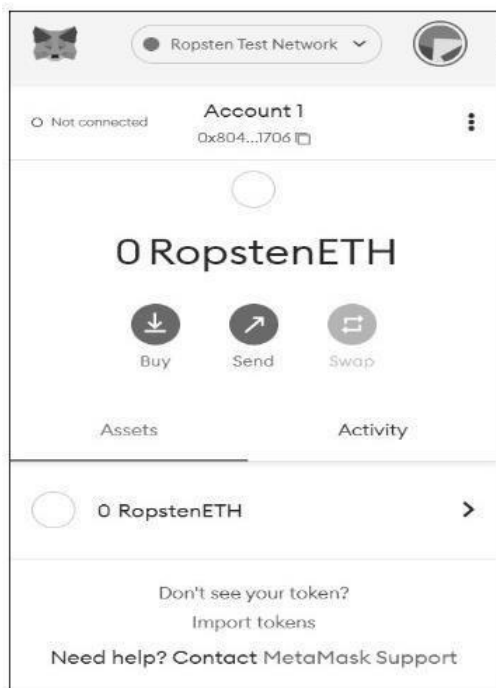 Ropsten Test Network
Not connected
Account 1
0x804...1706
0 RopstenETH
Buy
Send
Swap
Assets
Activity
0 RopstenETH
Don't see your token?
Import tokens
Need help? Contact MetaMask Support